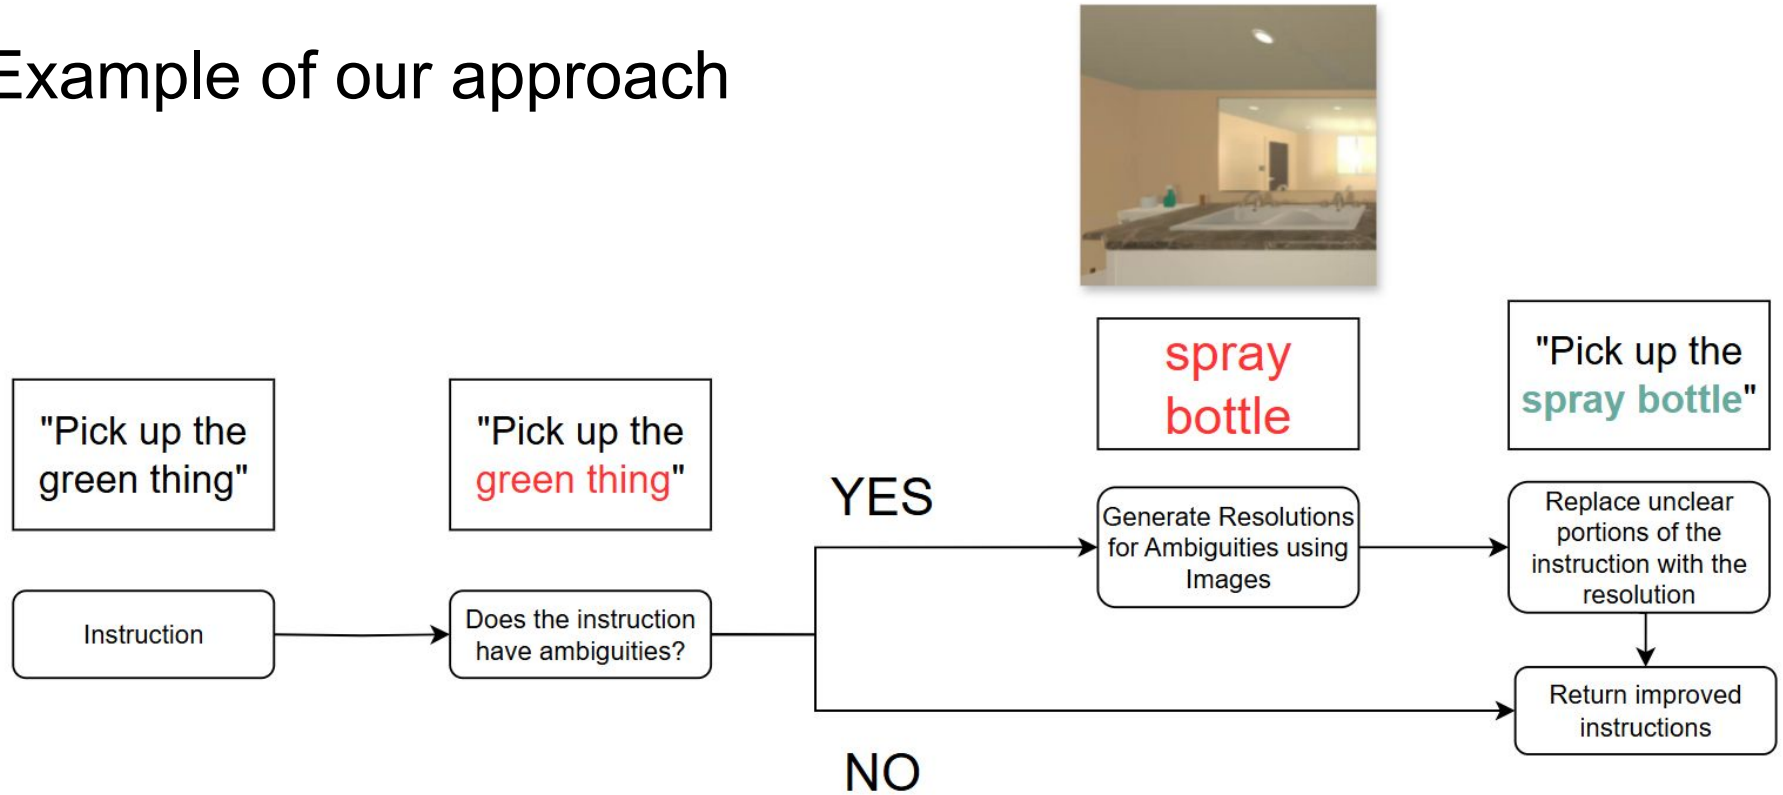 Example of our approach
"Pick up the
green thing"
Instruction
"Pick up the
green thing"
Does the instruction
have ambiguities?
YES
NO
spray
bottle
Generate Resolutions
for Ambiguities using
Images
"Pick up the
spray bottle"
Replace unclear
portions of the
instruction with the
resolution
Return improved
instructions